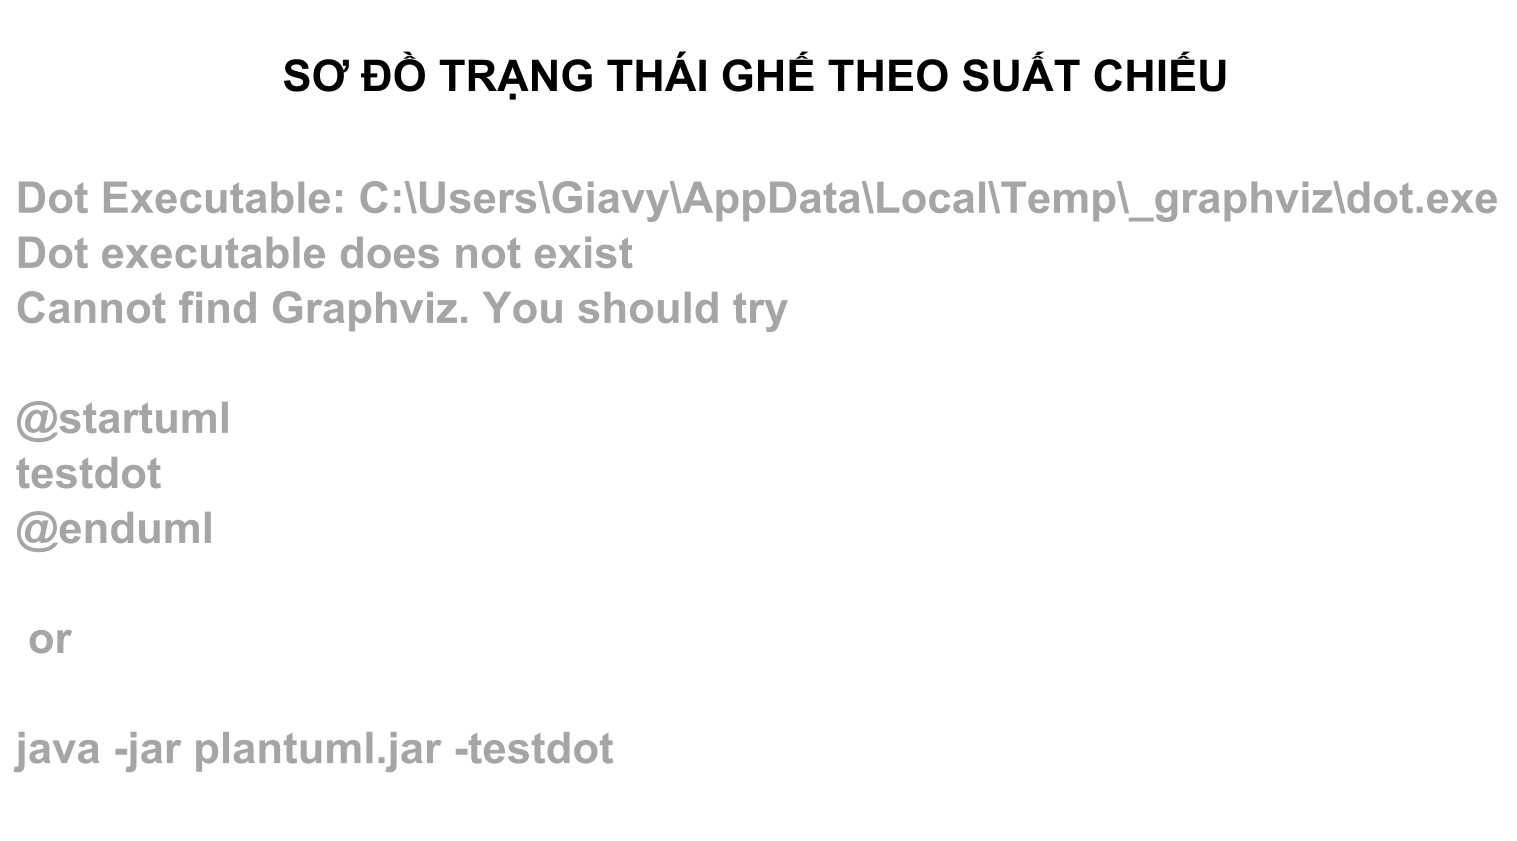 SƠ ĐỒ TRẠNG THÁI GHẾ THEO SUẤT CHIẾU
Dot Executable: C:\Users\Giavy\AppData\Local\Temp\_graphviz\dot.exe
Dot executable does not exist
Cannot find Graphviz. You should try
@startuml
testdot
@enduml
or
java -jar plantuml.jar -testdot